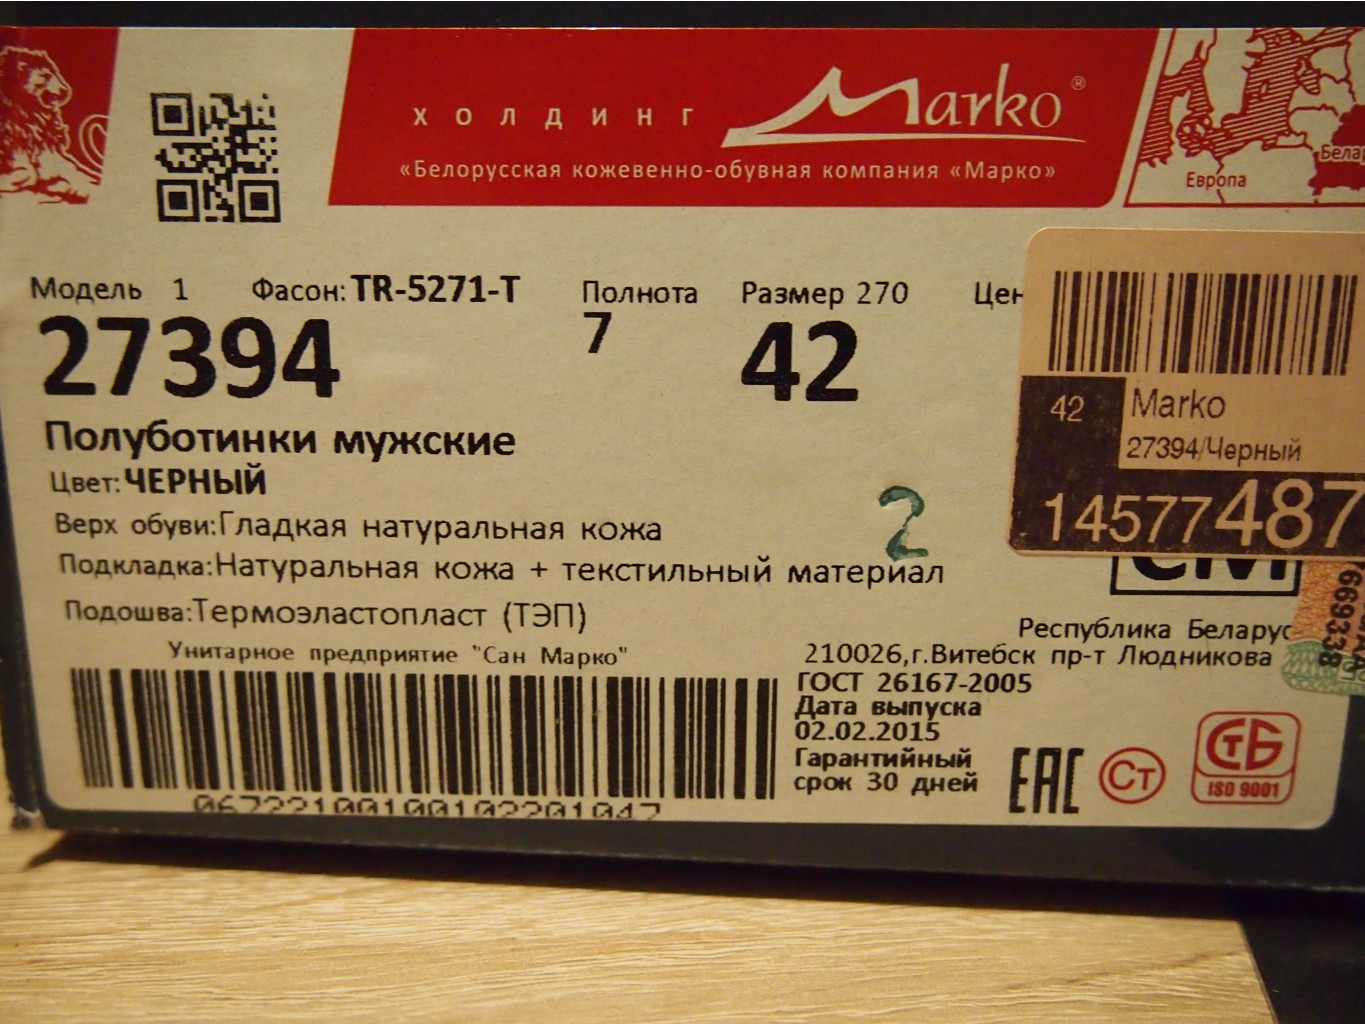 ХОЛДИНГ Marko®
«Белорусская кожевенно-обувная компания «Марко»
Европа
Модель 1 Фасон: TR-5271-T Полнота Размер 270
27394 7 42
Полуботинки мужские
Цвет: ЧЕРНЫЙ
Верх обуви: Гладкая натуральная кожа
Подкладка: Натуральная кожа + текстильный материал
Подошва: Термоэластопласт (ТЭП)
2
42 Marko
27394/Черный
14577487
Унитарное предприятие "Сан Марко"
Республика
210026,г.Витебск пр-т Людникова
ГОСТ 26167-2005
Дата выпуска
02.02.2015
Гарантийный
срок 30 дней
06722100100102201047
ЕАС
Ст
СТБ
ISO 9001
7669338